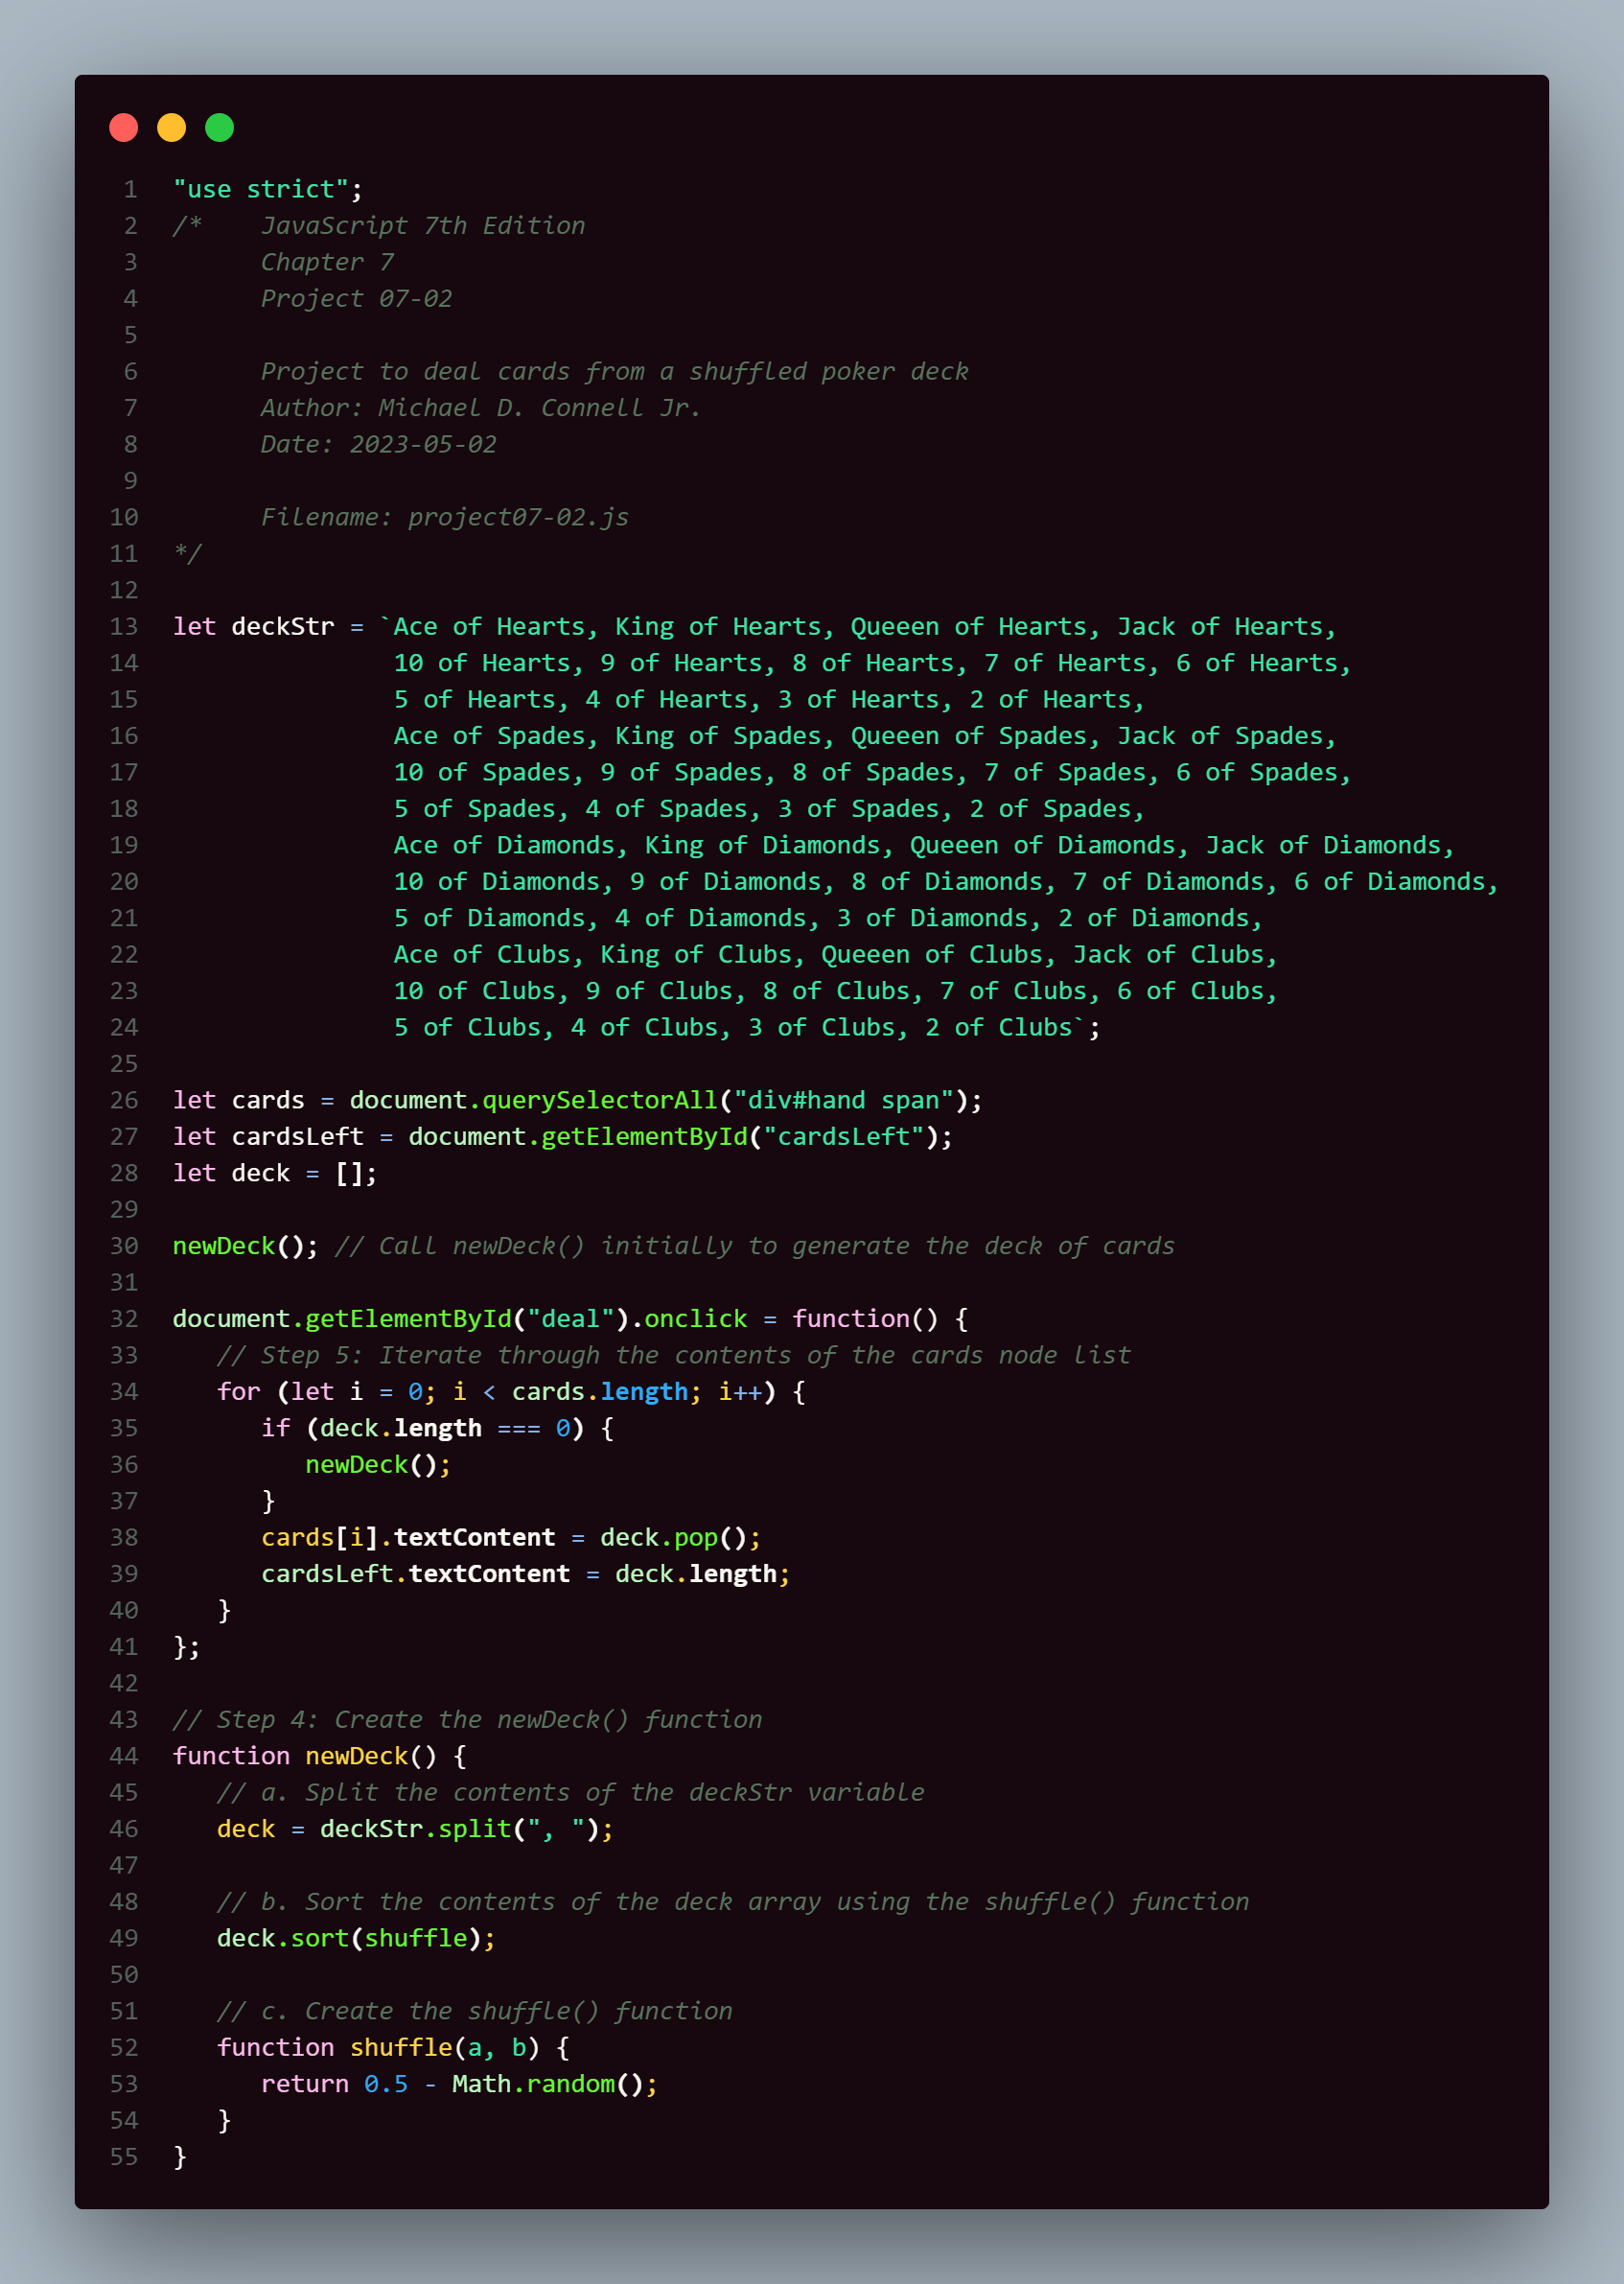 1 "use strict";
2 /*    JavaScript 7th Edition
3       Chapter 7
4       Project 07-02
5
6       Project to deal cards from a shuffled poker deck
7       Author: Michael D. Connell Jr.
8       Date: 2023-05-02
9
10       Filename: project07-02.js
11 */
12
13 let deckStr = `Ace of Hearts, King of Hearts, Queeen of Hearts, Jack of Hearts,
14                10 of Hearts, 9 of Hearts, 8 of Hearts, 7 of Hearts, 6 of Hearts,
15                5 of Hearts, 4 of Hearts, 3 of Hearts, 2 of Hearts,
16                Ace of Spades, King of Spades, Queeen of Spades, Jack of Spades,
17                10 of Spades, 9 of Spades, 8 of Spades, 7 of Spades, 6 of Spades,
18                5 of Spades, 4 of Spades, 3 of Spades, 2 of Spades,
19                Ace of Diamonds, King of Diamonds, Queeen of Diamonds, Jack of Diamonds,
20                10 of Diamonds, 9 of Diamonds, 8 of Diamonds, 7 of Diamonds, 6 of Diamonds,
21                5 of Diamonds, 4 of Diamonds, 3 of Diamonds, 2 of Diamonds,
22                Ace of Clubs, King of Clubs, Queeen of Clubs, Jack of Clubs,
23                10 of Clubs, 9 of Clubs, 8 of Clubs, 7 of Clubs, 6 of Clubs,
24                5 of Clubs, 4 of Clubs, 3 of Clubs, 2 of Clubs`;
25
26 let cards = document.querySelectorAll("div#hand span");
27 let cardsLeft = document.getElementById("cardsLeft");
28 let deck = [];
29
30 newDeck(); // Call newDeck() initially to generate the deck of cards
31
32 document.getElementById("deal").onclick = function() {
33    // Step 5: Iterate through the contents of the cards node list
34    for (let i = 0; i < cards.length; i++) {
35       if (deck.length === 0) {
36          newDeck();
37       }
38       cards[i].textContent = deck.pop();
39       cardsLeft.textContent = deck.length;
40    }
41 };
42
43 // Step 4: Create the newDeck() function
44 function newDeck() {
45    // a. Split the contents of the deckStr variable
46    deck = deckStr.split(", ");
47
48    // b. Sort the contents of the deck array using the shuffle() function
49    deck.sort(shuffle);
50
51    // c. Create the shuffle() function
52    function shuffle(a, b) {
53       return 0.5 - Math.random();
54    }
55 }